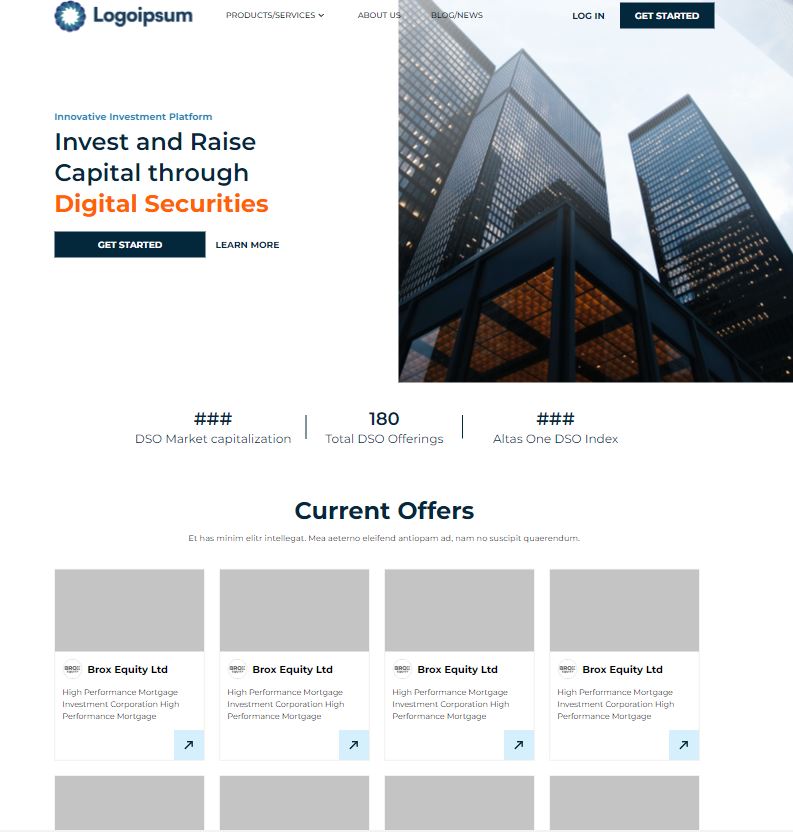 Logoipsum
PRODUCTS/SERVICES
ABOUT US
BLOG/NEWS
LOG IN
GET STARTED
Innovative Investment Platform
Invest and Raise
Capital through
Digital Securities
GET STARTED
LEARN MORE
###
DSO Market capitalization
180
Total DSO Offerings
###
Altas One DSO Index
Current Offers
Et has minim elitr intellegat. Mea aeterno eleifend antiopam ad, nam no suscipit quaerendum.
BROX
EQUITY
Brox Equity Ltd
High Performance Mortgage
Investment Corporation High
Performance Mortgage
BROX
EQUITY
Brox Equity Ltd
High Performance Mortgage
Investment Corporation High
Performance Mortgage
BROX
EQUITY
Brox Equity Ltd
High Performance Mortgage
Investment Corporation High
Performance Mortgage
BROX
EQUITY
Brox Equity Ltd
High Performance Mortgage
Investment Corporation High
Performance Mortgage